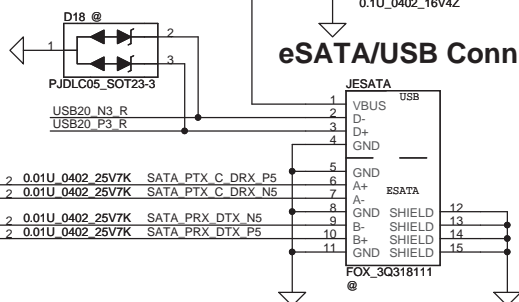 0.1U_0402_16V4Z
D18 @
1
2
3
PJDLC05_SOT23-3
eSATA/USB Conn
JESATA
USB
USB20_N3_R
USB20_P3_R
1 VBUS
2 D-
3 D+
4 GND
5 GND
ESATA
2 0.01U_0402_25V7K SATA_PTX_C_DRX_P5 6 A+
2 0.01U_0402_25V7K SATA_PTX_C_DRX_N5 7 A-
8 GND SHIELD 12
2 0.01U_0402_25V7K SATA_PRX_DTX_N5 9 B- SHIELD 13
2 0.01U_0402_25V7K SATA_PRX_DTX_P5 10 B+ SHIELD 14
11 GND SHIELD 15
FOX_3Q318111
@